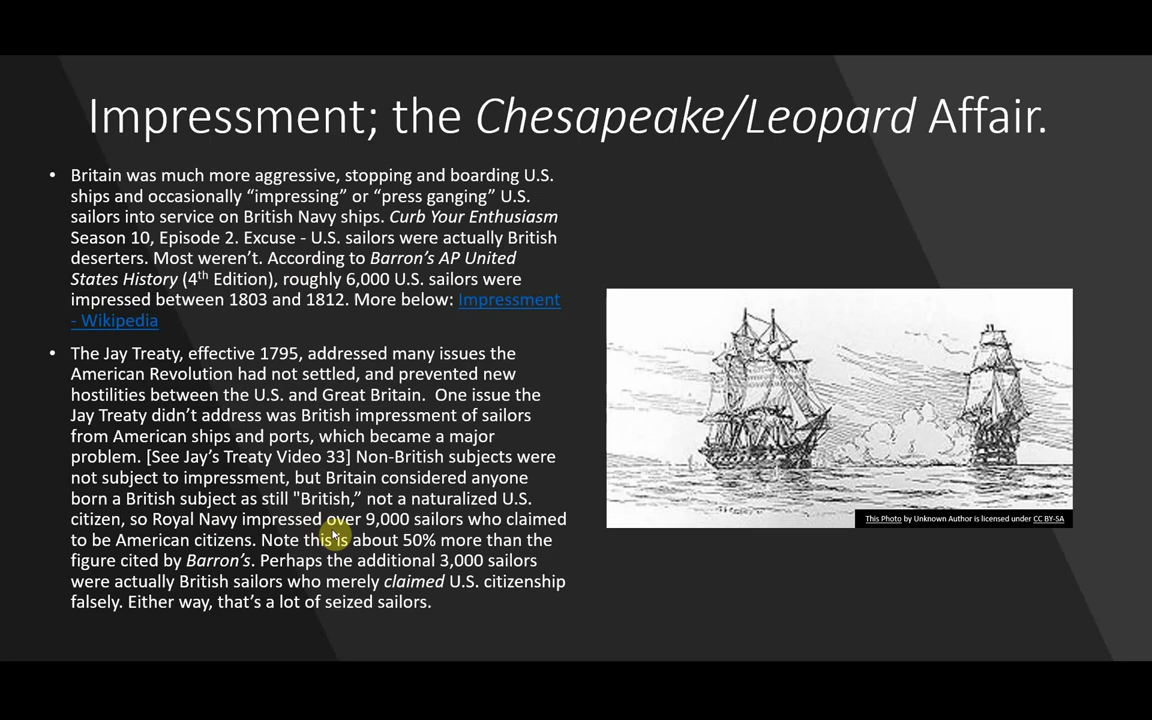 Impressment; the Chesapeake/Leopard Affair.
• Britain was much more aggressive, stopping and boarding U.S.
ships and occasionally “impressing” or “press ganging” U.S.
sailors into service on British Navy ships. Curb Your Enthusiasm
Season 10, Episode 2. Excuse - U.S. sailors were actually British
deserters. Most weren’t. According to Barron’s AP United
States History (4th Edition), roughly 6,000 U.S. sailors were
impressed between 1803 and 1812. More below: Impressment
- Wikipedia
• The Jay Treaty, effective 1795, addressed many issues the
American Revolution had not settled, and prevented new
hostilities between the U.S. and Great Britain.  One issue the
Jay Treaty didn’t address was British impressment of sailors
from American ships and ports, which became a major
problem. [See Jay’s Treaty Video 33] Non-British subjects were
not subject to impressment, but Britain considered anyone
born a British subject as still "British,” not a naturalized U.S.
citizen, so Royal Navy impressed over 9,000 sailors who claimed
to be American citizens. Note this is about 50% more than the
figure cited by Barron’s. Perhaps the additional 3,000 sailors
were actually British sailors who merely claimed U.S. citizenship
falsely. Either way, that’s a lot of seized sailors.
This Photo by Unknown Author is licensed under CC BY-SA